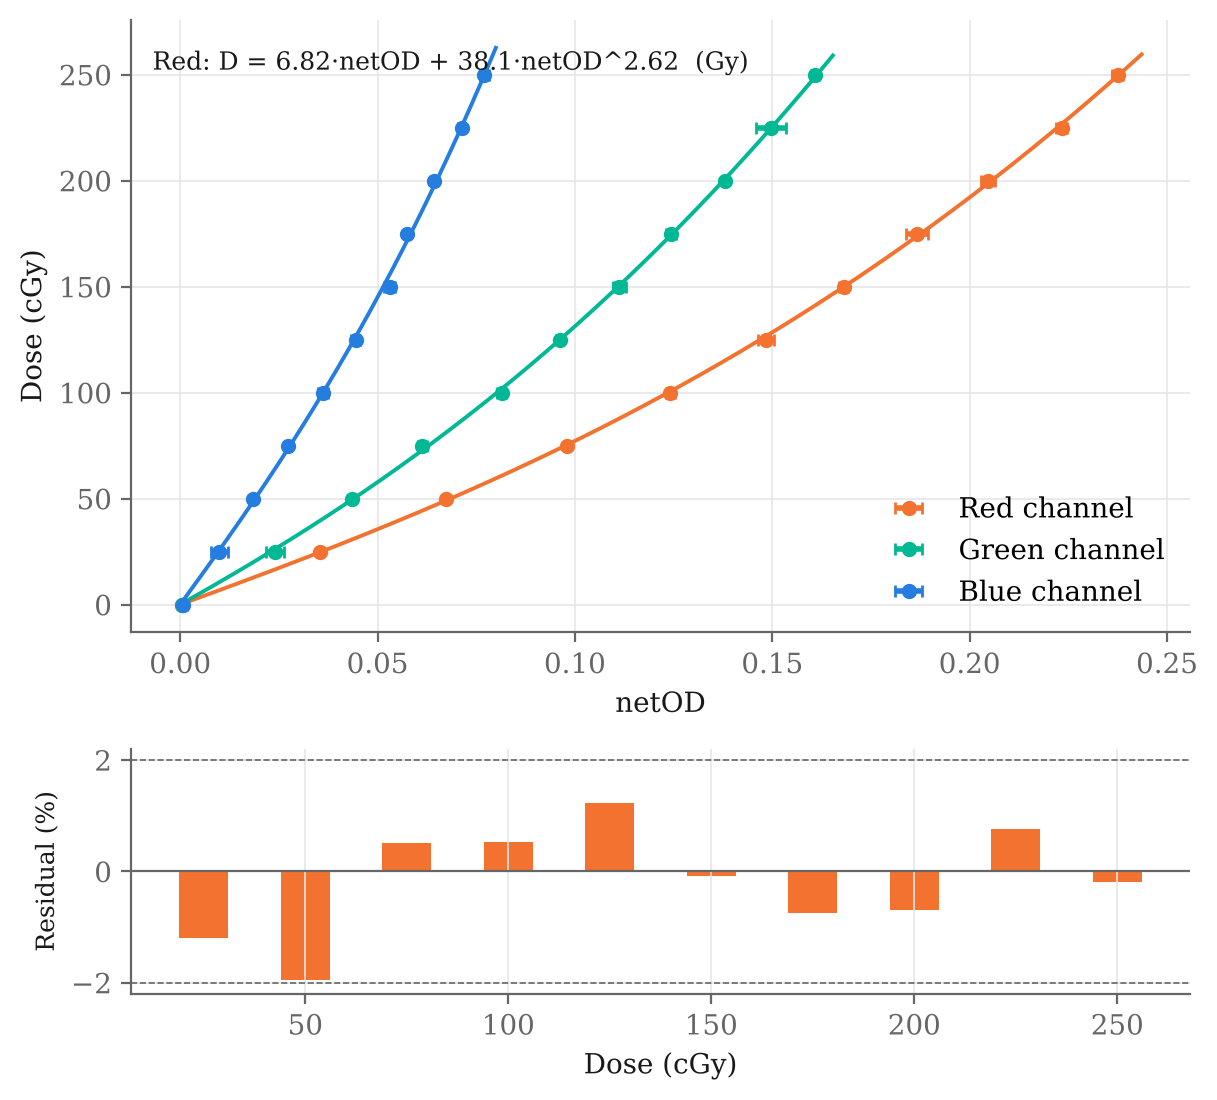 Red: D = 6.82·netOD + 38.1·netOD^2.62  (Gy)
250
200
150
100
50
0
Dose (cGy)
Red channel
Green channel
Blue channel
0.00 0.05 0.10 0.15 0.20 0.25
netOD
2
0
−2
Residual (%)
50 100 150 200 250
Dose (cGy)